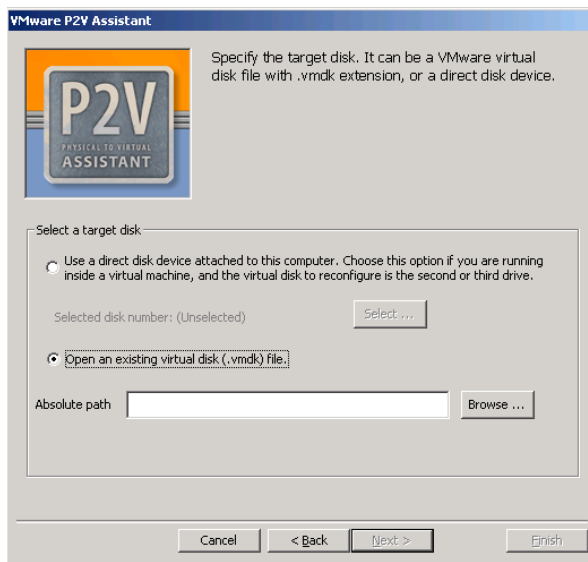 VMware P2V Assistant
Specify the target disk. It can be a VMware virtual
disk file with .vmdk extension, or a direct disk device.
P2V
PHYSICAL TO VIRTUAL
ASSISTANT
Select a target disk
Use a direct disk device attached to this computer. Choose this option if you are running
inside a virtual machine, and the virtual disk to reconfigure is the second or third drive.
Selected disk number: (Unselected)
Select ...
Open an existing virtual disk (.vmdk) file.
Absolute path
Browse ...
Cancel
< Back
Next >
Finish